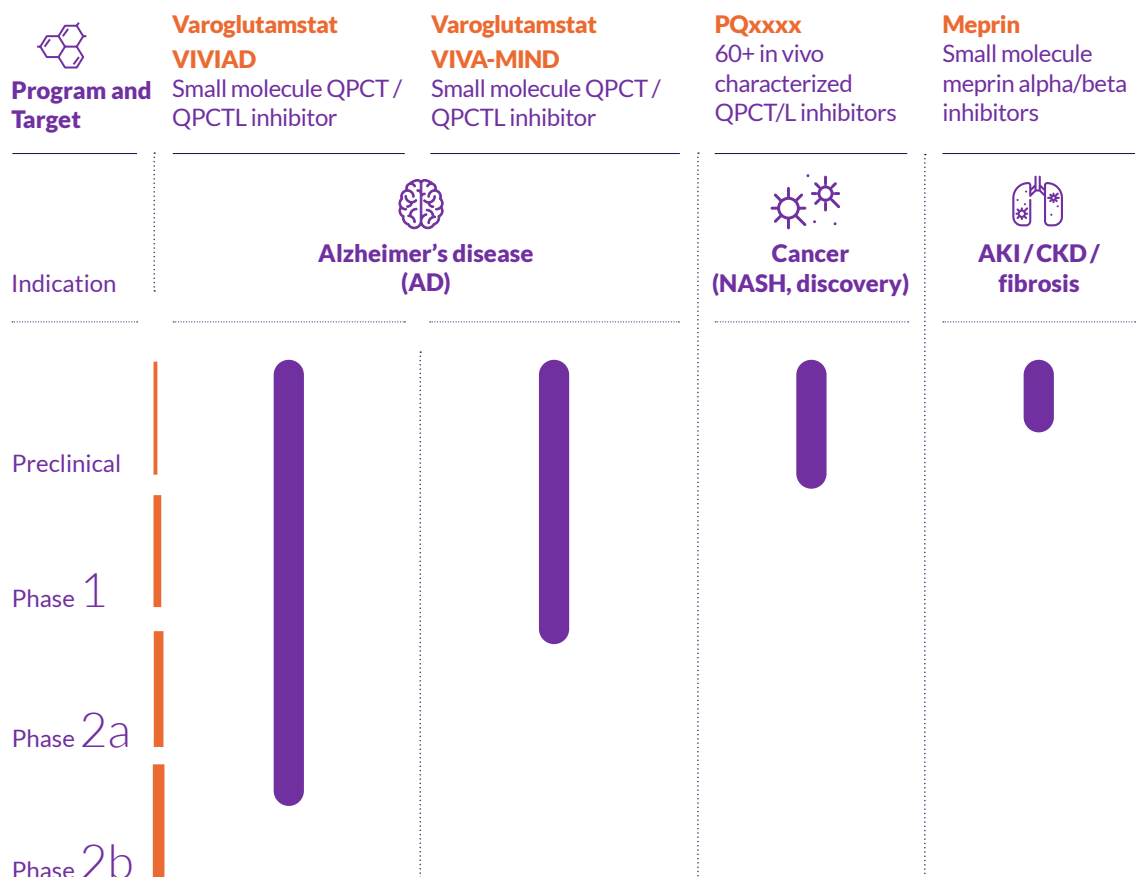 Program and
Target
Varoglutamstat
VIVIAD
Small molecule QPCT /
QPCTL inhibitor
Varoglutamstat
VIVA-MIND
Small molecule QPCT /
QPCTL inhibitor
PQxxxx
60+ in vivo
characterized
QPCT/L inhibitors
Meprin
Small molecule
meprin alpha/beta
inhibitors
Indication
Alzheimer’s disease
(AD)
Cancer
(NASH, discovery)
AKI / CKD /
fibrosis
Preclinical
Phase 1
Phase 2a
Phase 2b